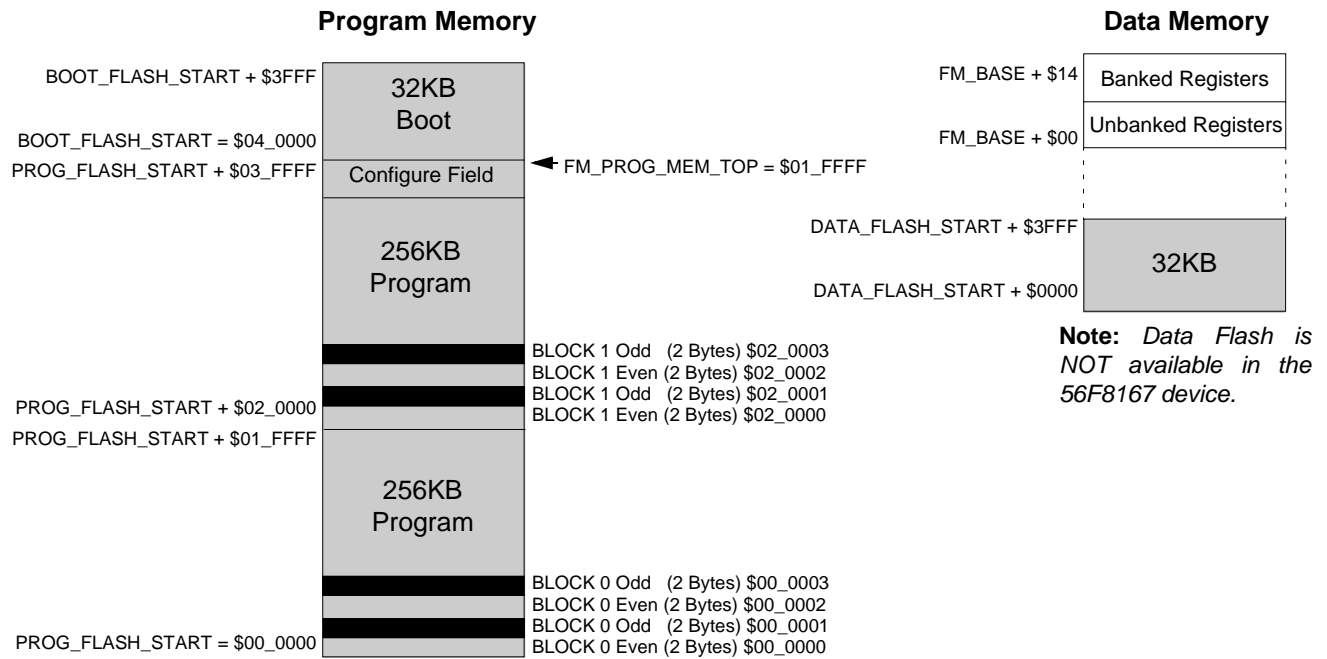 Program Memory
BOOT_FLASH_START + $3FFF
32KB
Boot
BOOT_FLASH_START = $04_0000
PROG_FLASH_START + $03_FFFF
Configure Field
FM_PROG_MEM_TOP = $01_FFFF
256KB
Program
BLOCK 1 Odd (2 Bytes) $02_0003
BLOCK 1 Even (2 Bytes) $02_0002
BLOCK 1 Odd (2 Bytes) $02_0001
PROG_FLASH_START + $02_0000
BLOCK 1 Even (2 Bytes) $02_0000
PROG_FLASH_START + $01_FFFF
256KB
Program
BLOCK 0 Odd (2 Bytes) $00_0003
BLOCK 0 Even (2 Bytes) $00_0002
BLOCK 0 Odd (2 Bytes) $00_0001
PROG_FLASH_START = $00_0000
BLOCK 0 Even (2 Bytes) $00_0000
Data Memory
FM_BASE + $14
Banked Registers
Unbanked Registers
FM_BASE + $00
DATA_FLASH_START + $3FFF
32KB
DATA_FLASH_START + $0000
Note: Data Flash is
NOT available in the
56F8167 device.